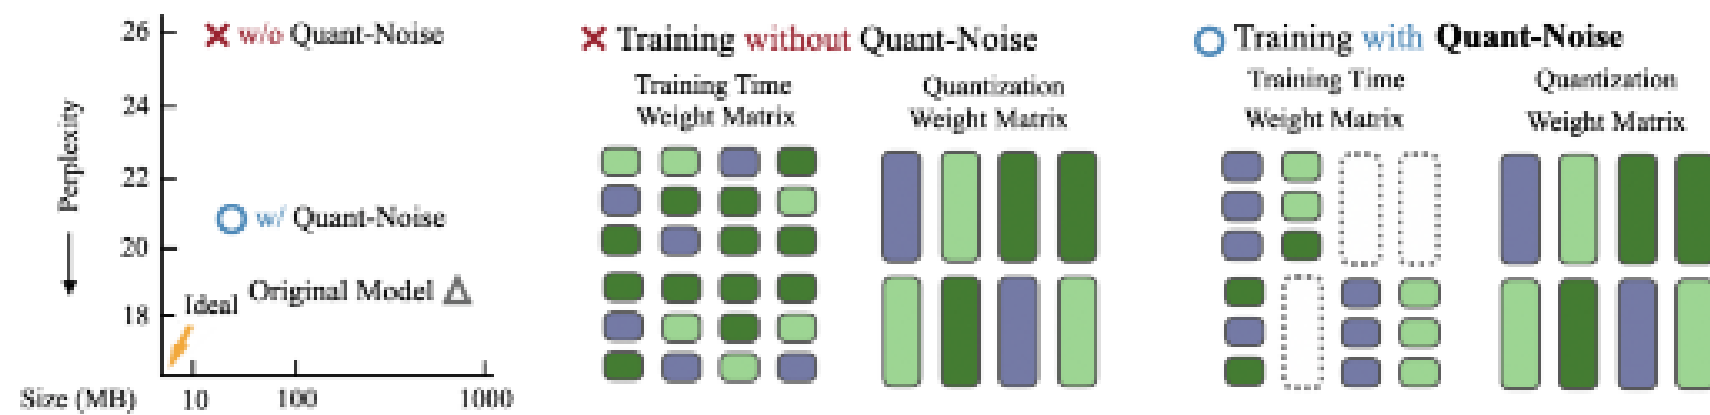 26
w/o Quant-Noise
24
22
w/ Quant-Noise
20
Original Model
Ideal
18
Perplexity
Size (MB)
10
100
1000
Training without Quant-Noise
Training Time
Weight Matrix
Quantization
Weight Matrix
Training with Quant-Noise
Training Time
Weight Matrix
Quantization
Weight Matrix